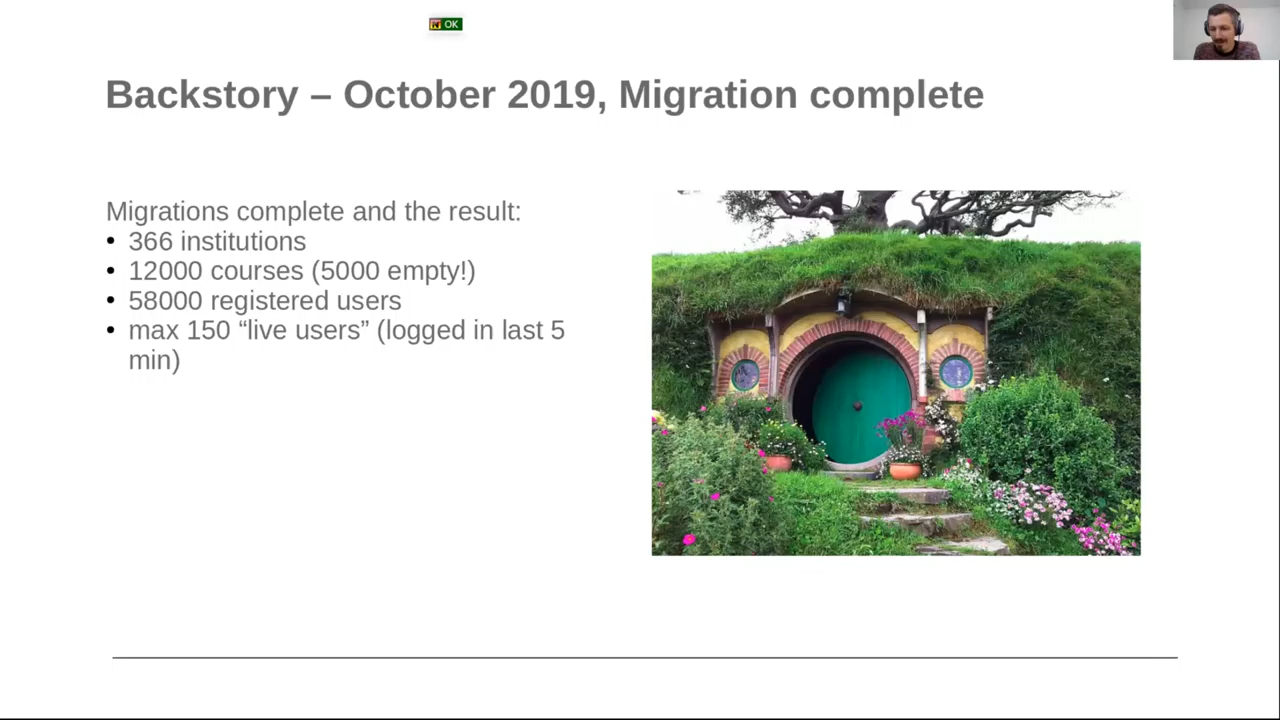 OK
Backstory – October 2019, Migration complete
Migrations complete and the result:
• 366 institutions
• 12000 courses (5000 empty!)
• 58000 registered users
• max 150 “live users” (logged in last 5
min)